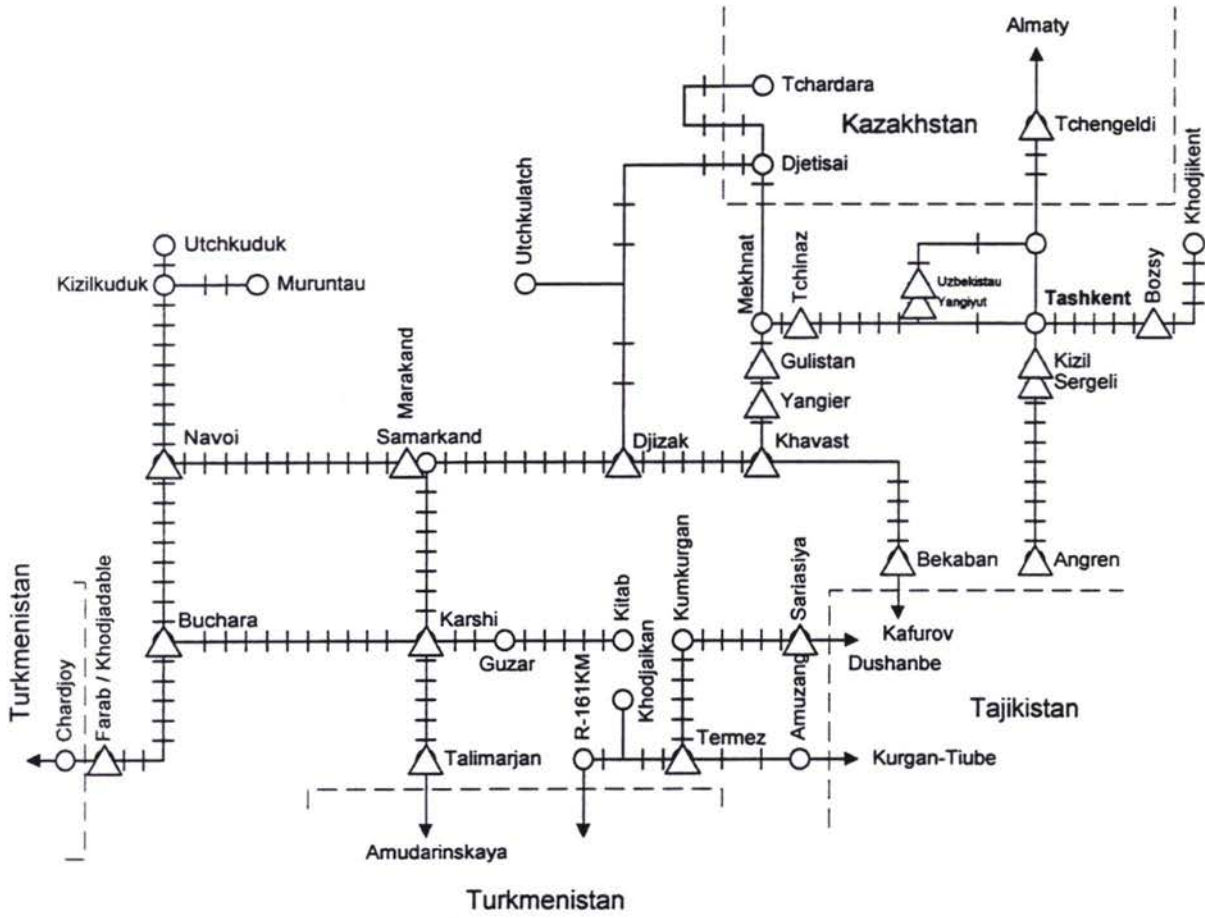 Almaty
Tchardara
Kazakhstan
Tchengeldi
Djetisai
Khodjikent
Utchkulatch
Utchkuduk
Kizilkuduk
Muruntau
Mekhnat
Tchinaz
Uzbekistau
Yangiyut
Tashkent
Bozsy
Gulistan
Kizil
Sergeli
Yangier
Marakand
Navoi
Samarkand
Djizak
Khavast
Bekaban
Angren
Turkmenistan
Chardjoy
Farab / Khodjadable
Buchara
Karshi
Guzar
Kitab
Kumkurgan
Sariasiya
Kafurov
Dushanbe
R-161KM
Khodjaikan
Amuzang
Tajikistan
Talimarjan
Termez
Kurgan-Tiube
Amudarinskaya
Turkmenistan